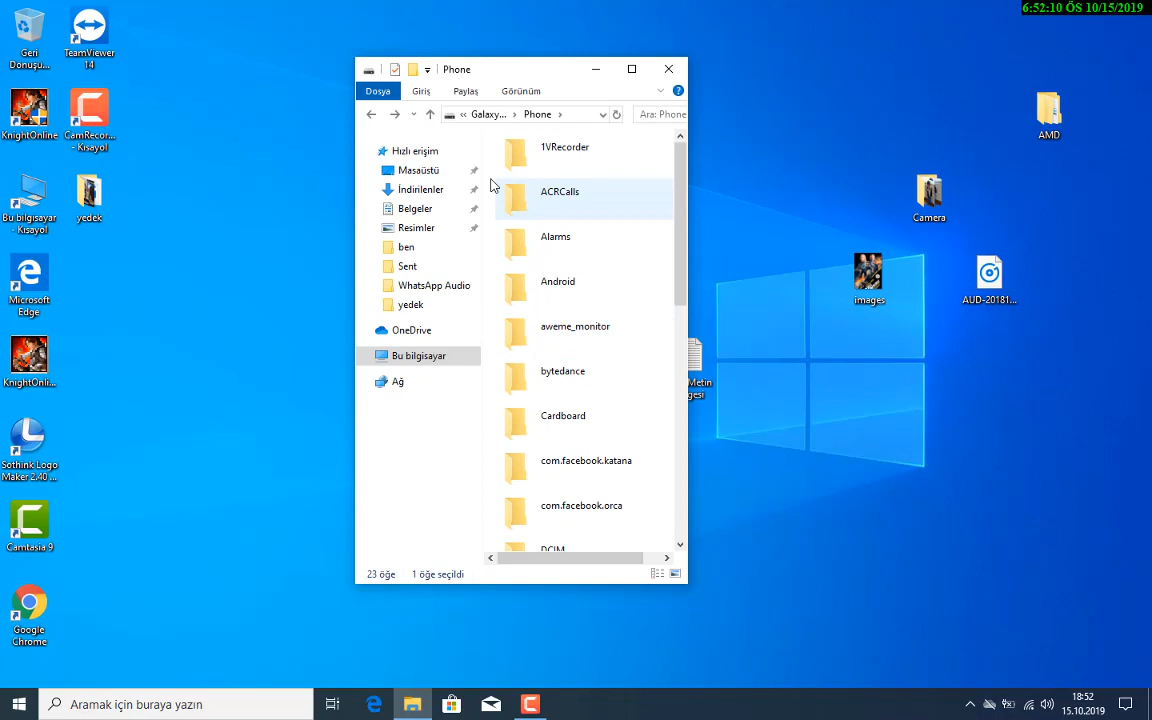 6:52:10 ÖS 10/15/2019
Geri
Donuşu...
TeamViewer
14
KnightOnline
CamRecor...
- Kısayol
Bu bilgisayar
- Kısayol
yedek
Microsoft
Edge
KnightOnli...
Sothink Logo
Maker 2.40 ...
Camtasia 9
Google
Chrome
Phone
Dosya
Giriş
Paylaş
Görünüm
« Galaxy... > Phone >
Ara: Phone
Hızlı erişim
Masaüstü
İndirilenler
Belgeler
Resimler
ben
Sent
WhatsApp Audio
yedek
OneDrive
Bu bilgisayar
Ağ
1VRecorder
ACRCalls
Alarms
Android
aweme_monitor
bytedance
Cardboard
com.facebook.katana
com.facebook.orca
DCIM
23 öğe
1 öğe seçildi
Metin
gesi
AMD
Camera
images
AUD-20181...
Aramak için buraya yazın
18:52
15.10.2019